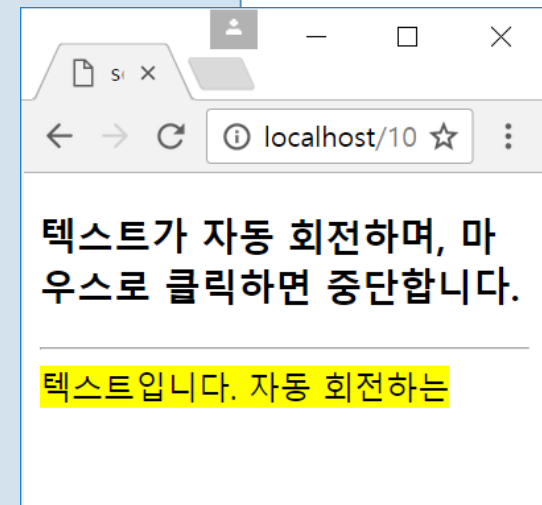 localhost/10
텍스트가 자동 회전하며, 마
우스로 클릭하면 중단합니다.
텍스트입니다. 자동 회전하는